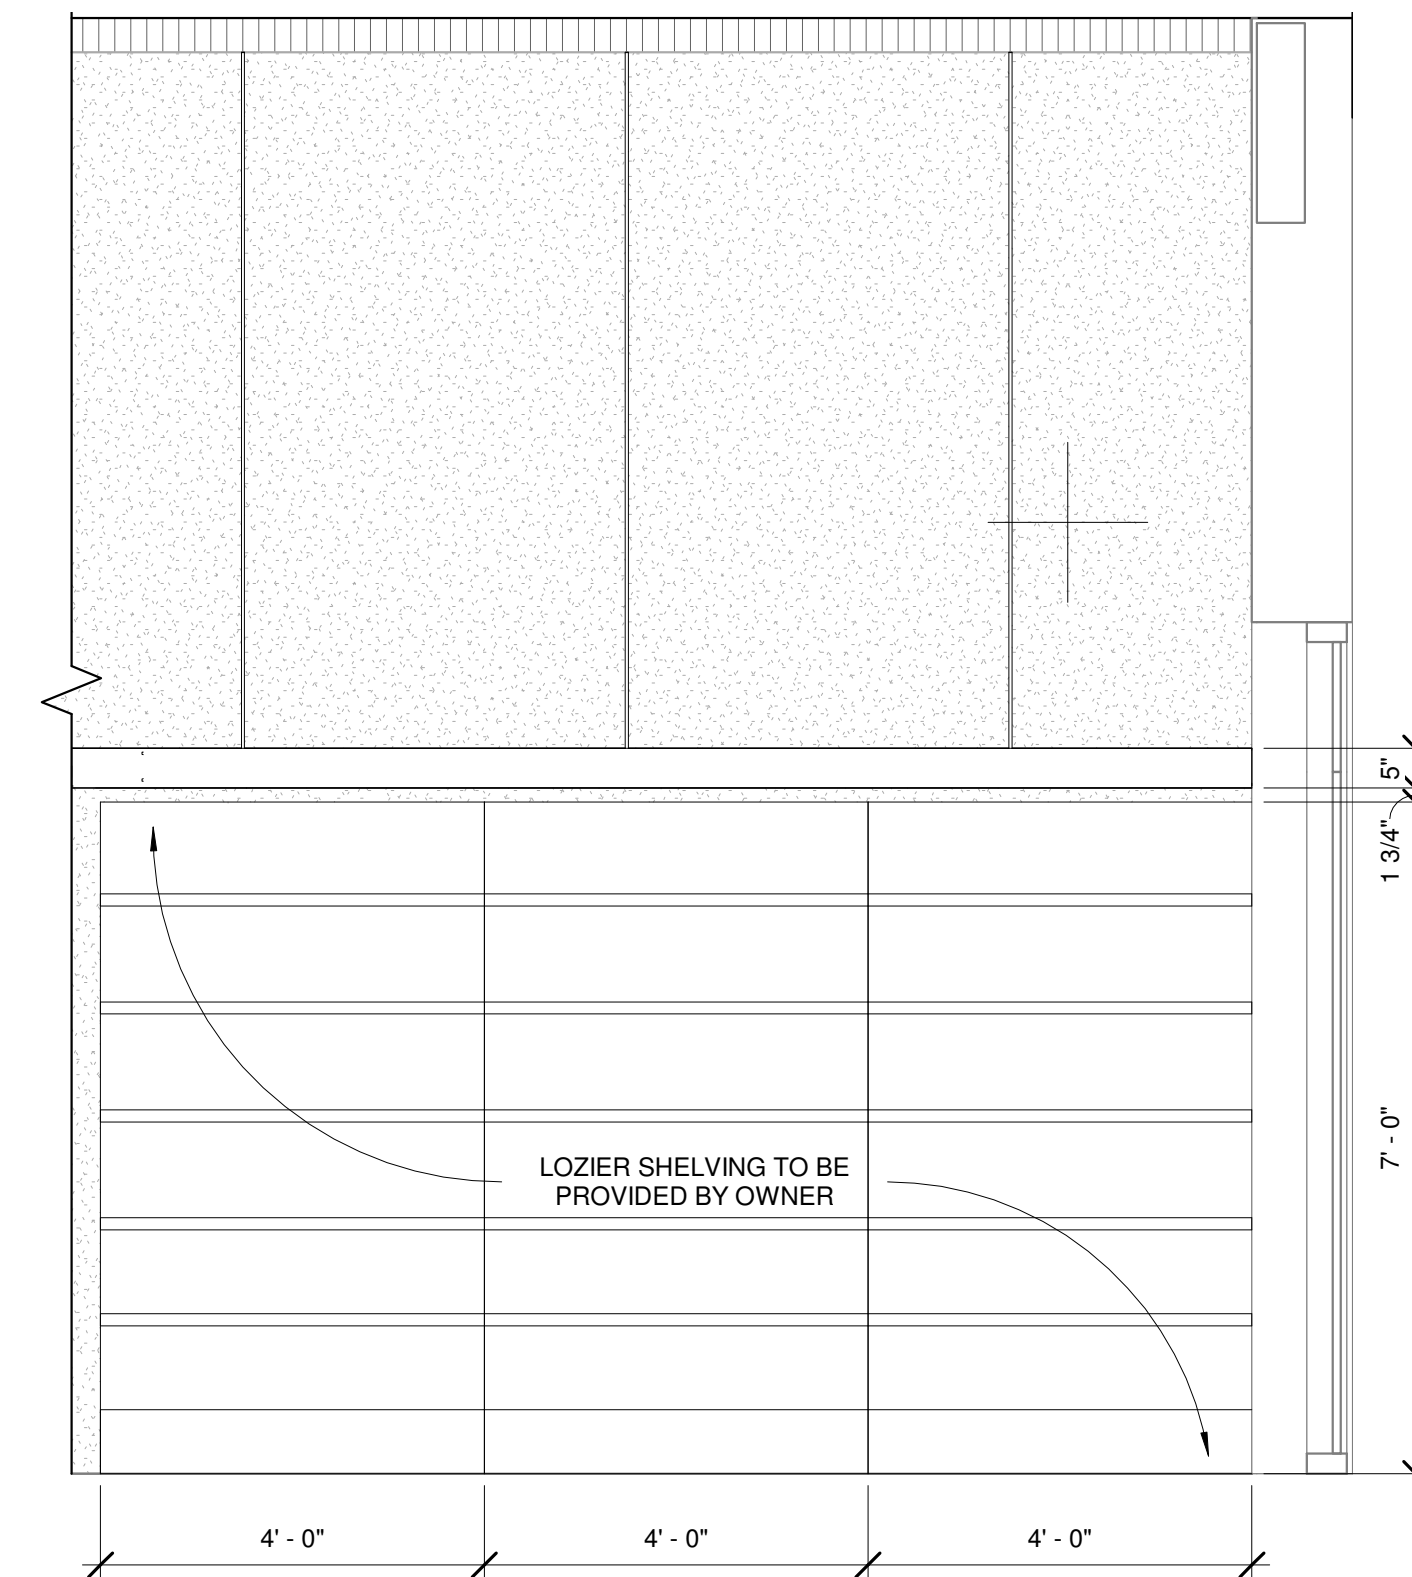 5"
1 3/4"
LOZIER SHELVING TO BE
PROVIDED BY OWNER
7' - 0"
4' - 0"
4' - 0"
4' - 0"